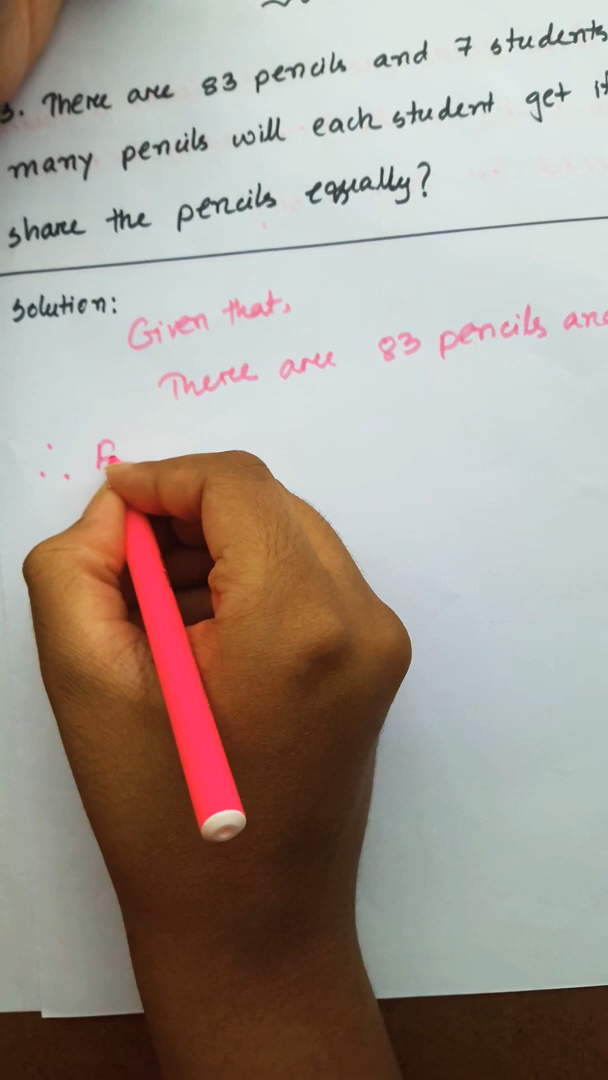 3. There are 83 pencils and 7 students
many pencils will each student get if
share the pencils equally?
Solution:
Given that,
There are 83 pencils and
∴